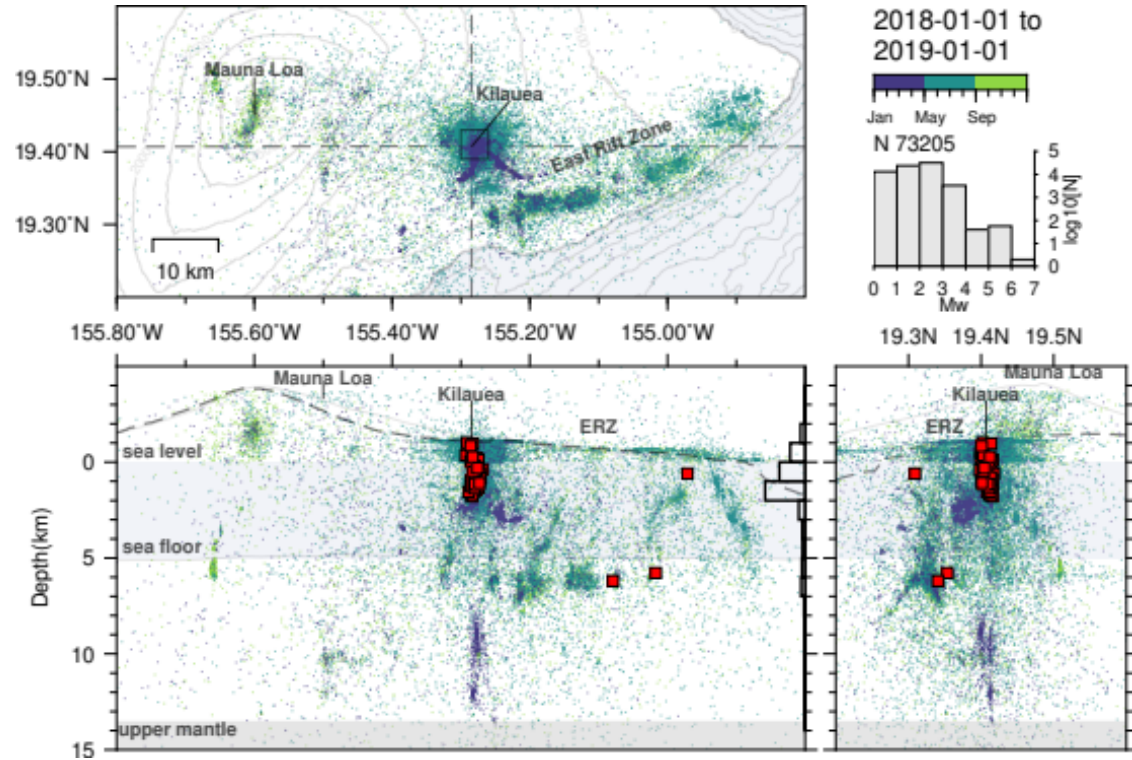 2018-01-01 to
2019-01-01
Jan May Sep
N 73205
5
4
3
2
1
0
log10[N]
0 1 2 3 4 5 6 7
Mw
19.50°N
19.40°N
19.30°N
Mauna Loa
Kilauea
East Rift Zone
10 km
155.80°W 155.60°W 155.40°W 155.20°W 155.00°W
19.3N 19.4N 19.5N
Mauna Loa
Kilauea
ERZ
sea level
sea floor
upper mantle
0
5
10
15
Depth(km)
Mauna Loa
Kilauea
ERZ